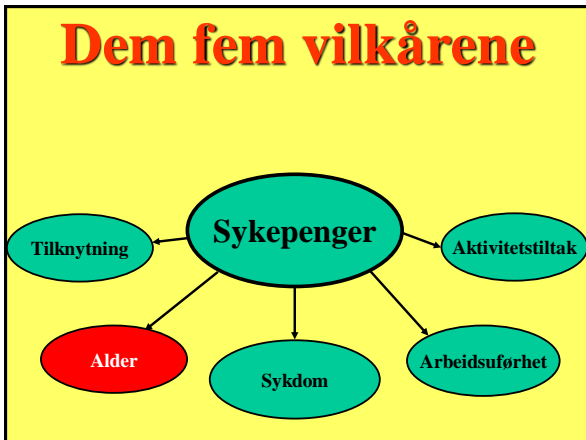 Dem fem vilkårene
Sykepenger
Tilknytning
Aktivitetstiltak
Alder
Sykdom
Arbeidsuførhet